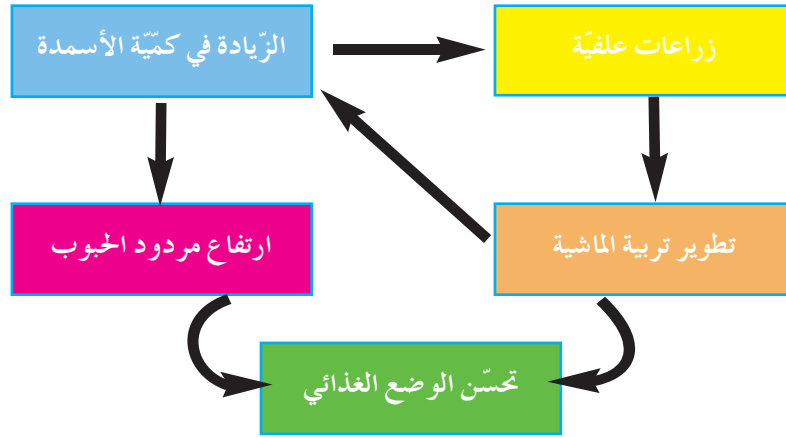 زراعات علفيّة
الزّيادة في كمّيّة الأسمدة
تطوير تربية الماشية
ارتفاع مردود الحبوب
تحسّن الوضع الغذائي